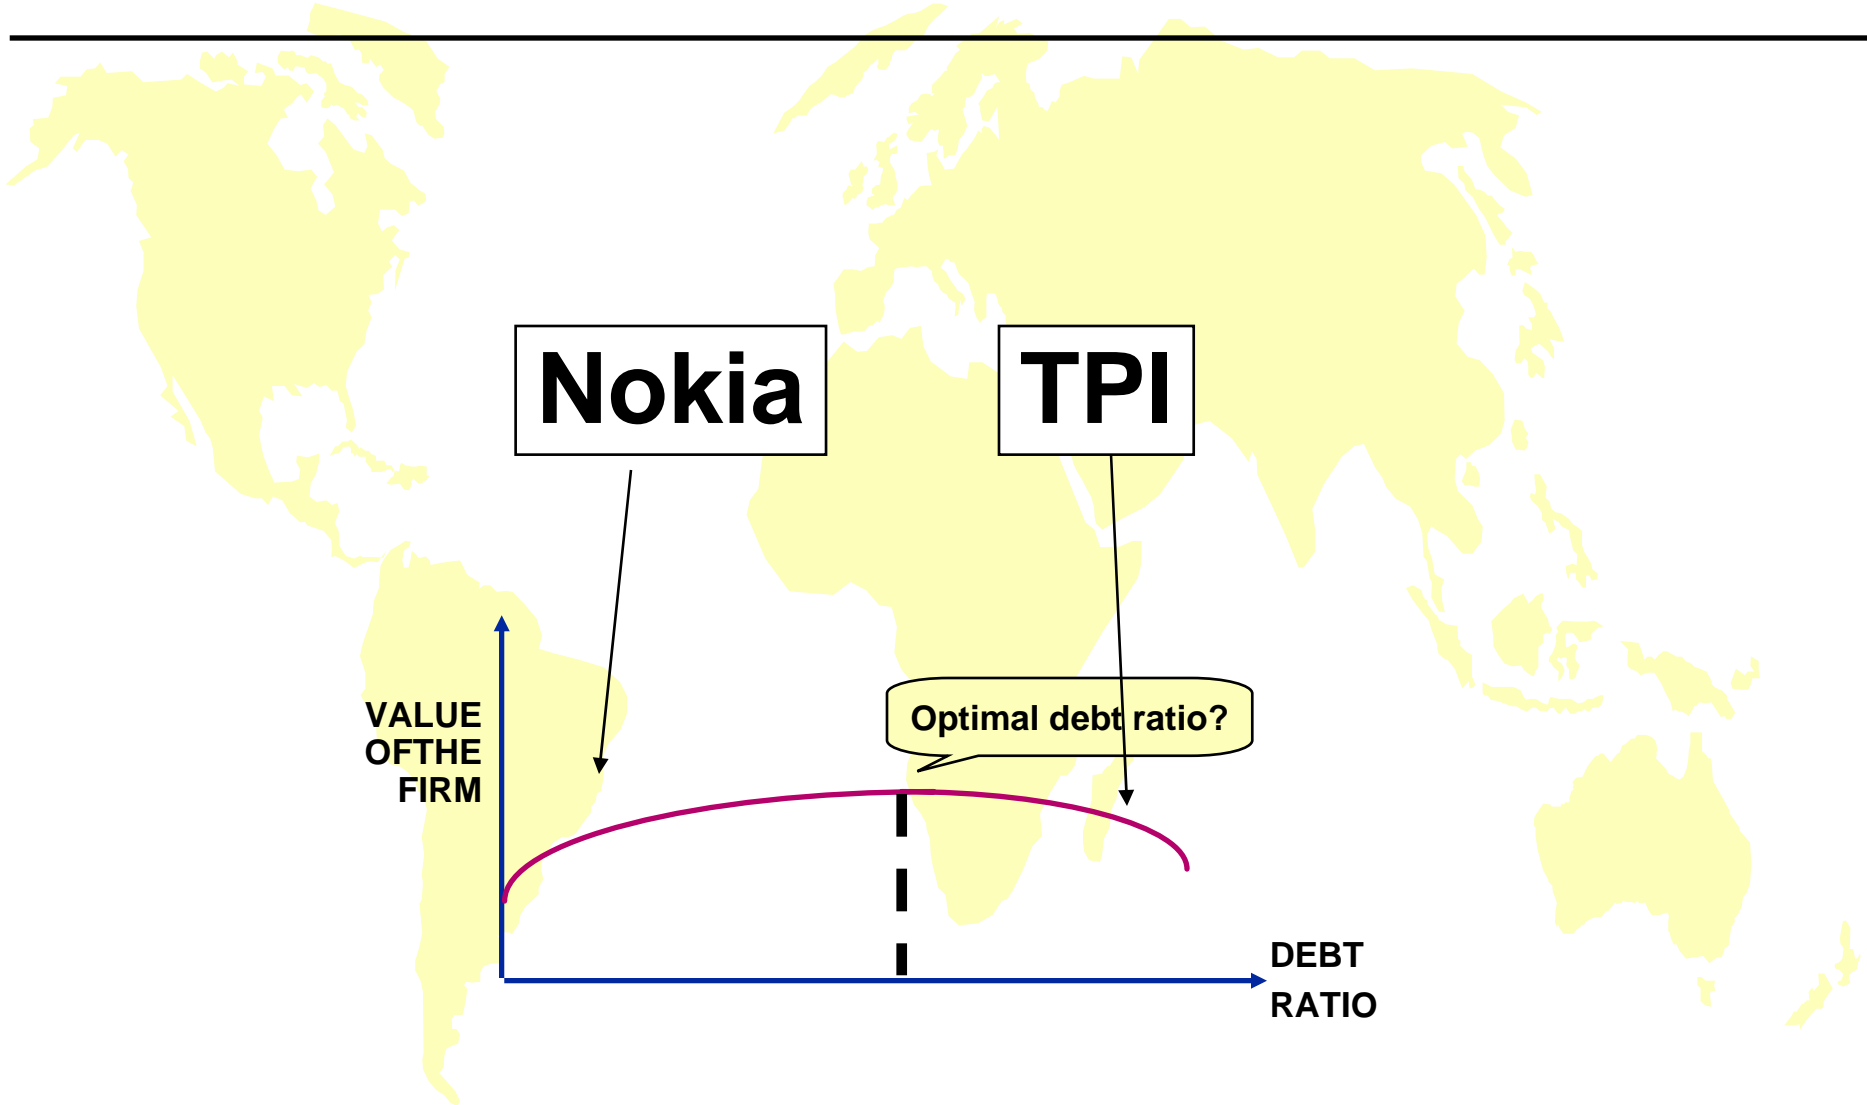 Nokia
TPI
Optimal debt ratio?
VALUE
OFTHE
FIRM
DEBT
RATIO